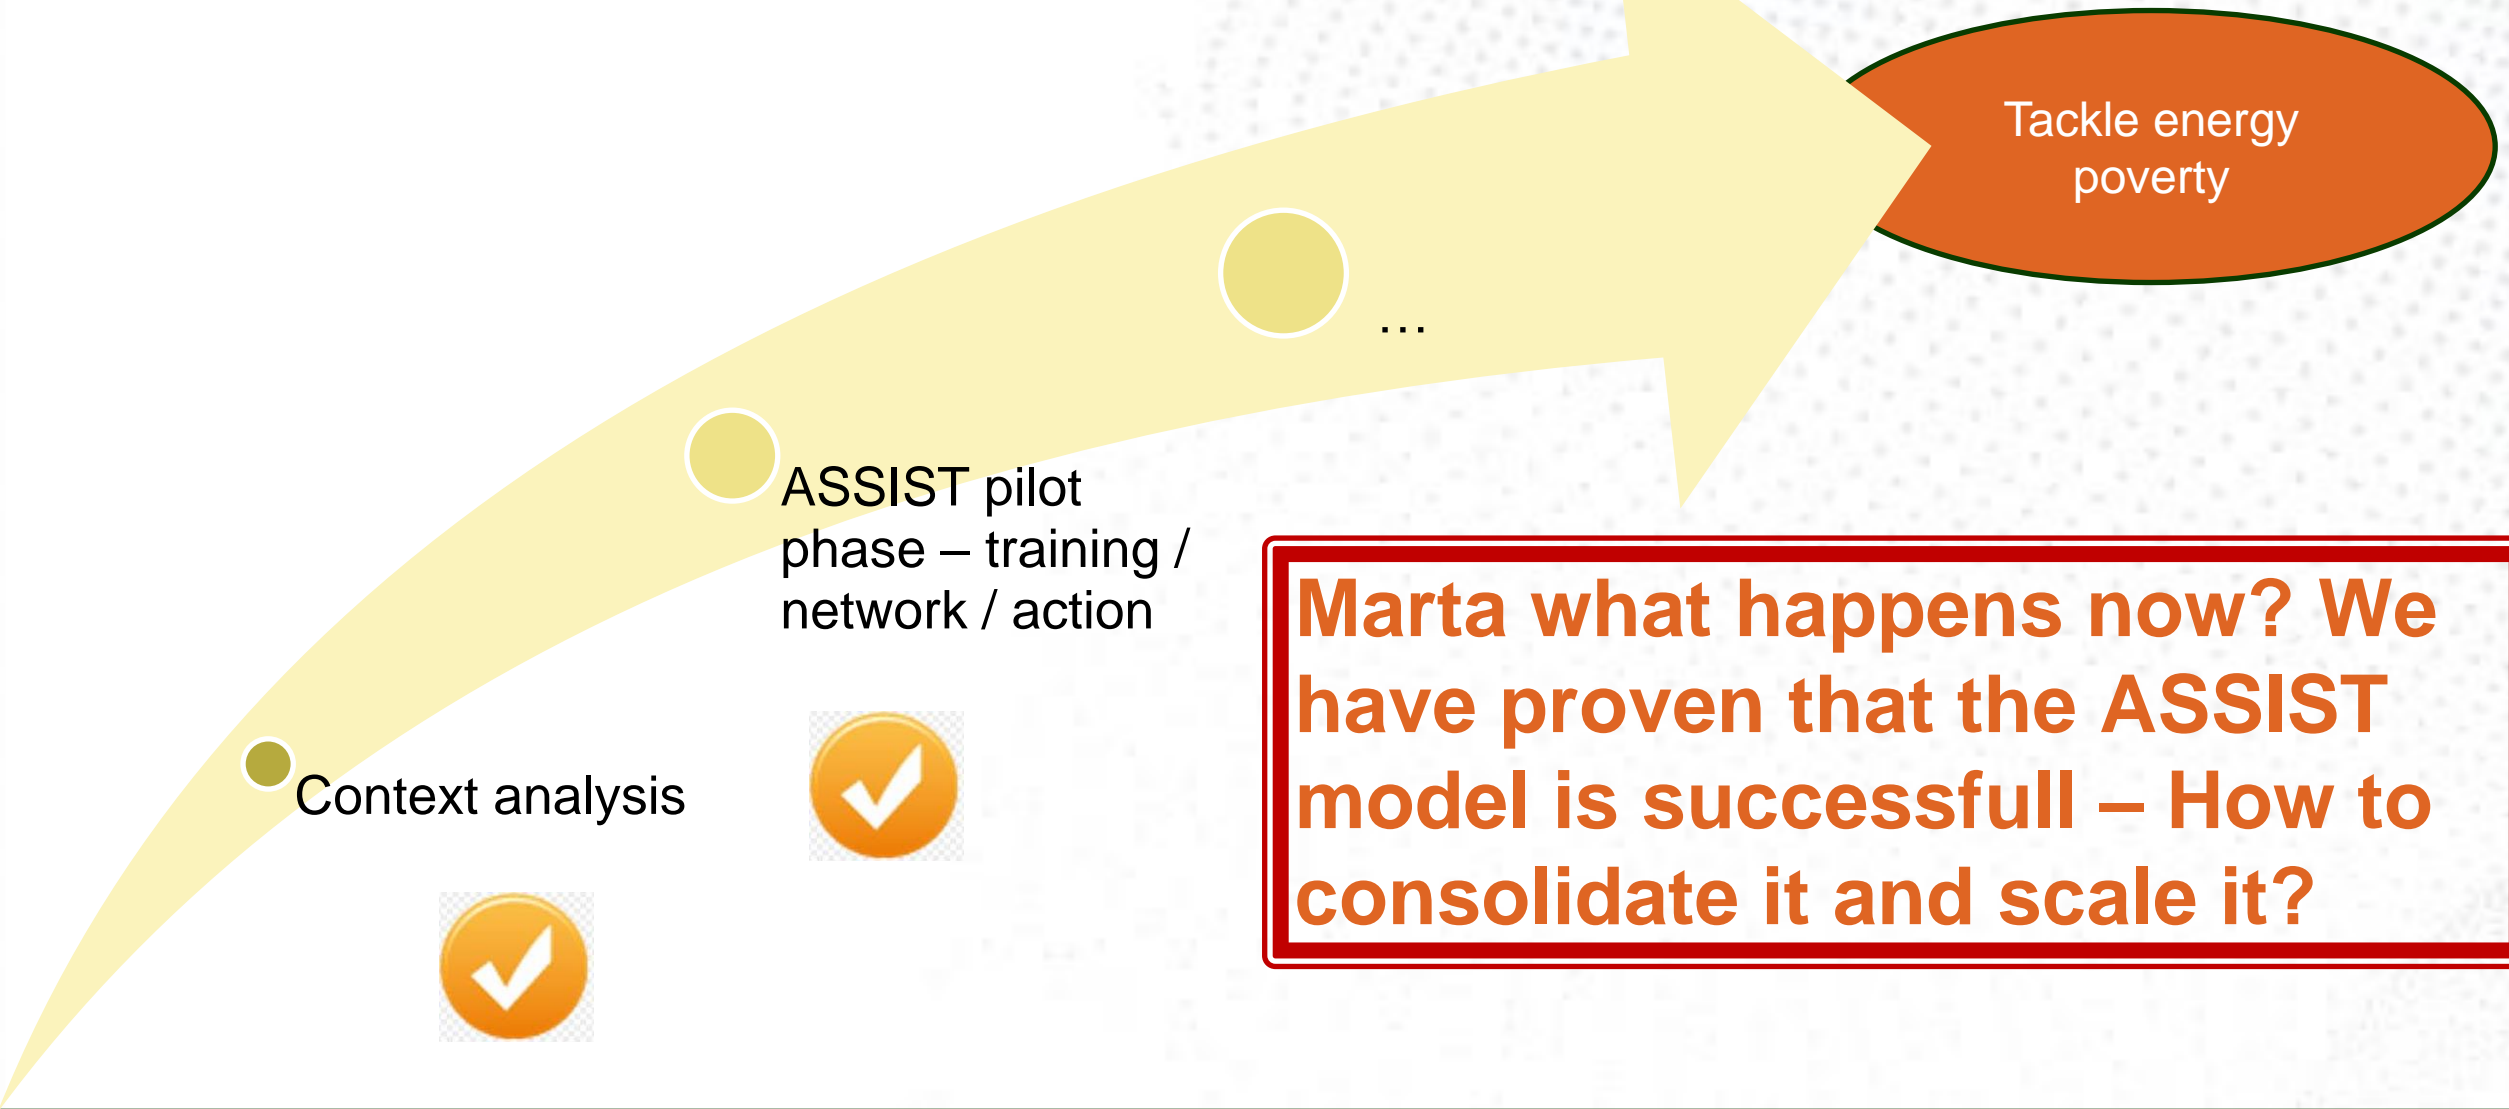 Tackle energy
poverty
…
ASSIST pilot
phase – training /
network / action
Context analysis
Marta what happens now? We
have proven that the ASSIST
model is successfull – How to
consolidate it and scale it?